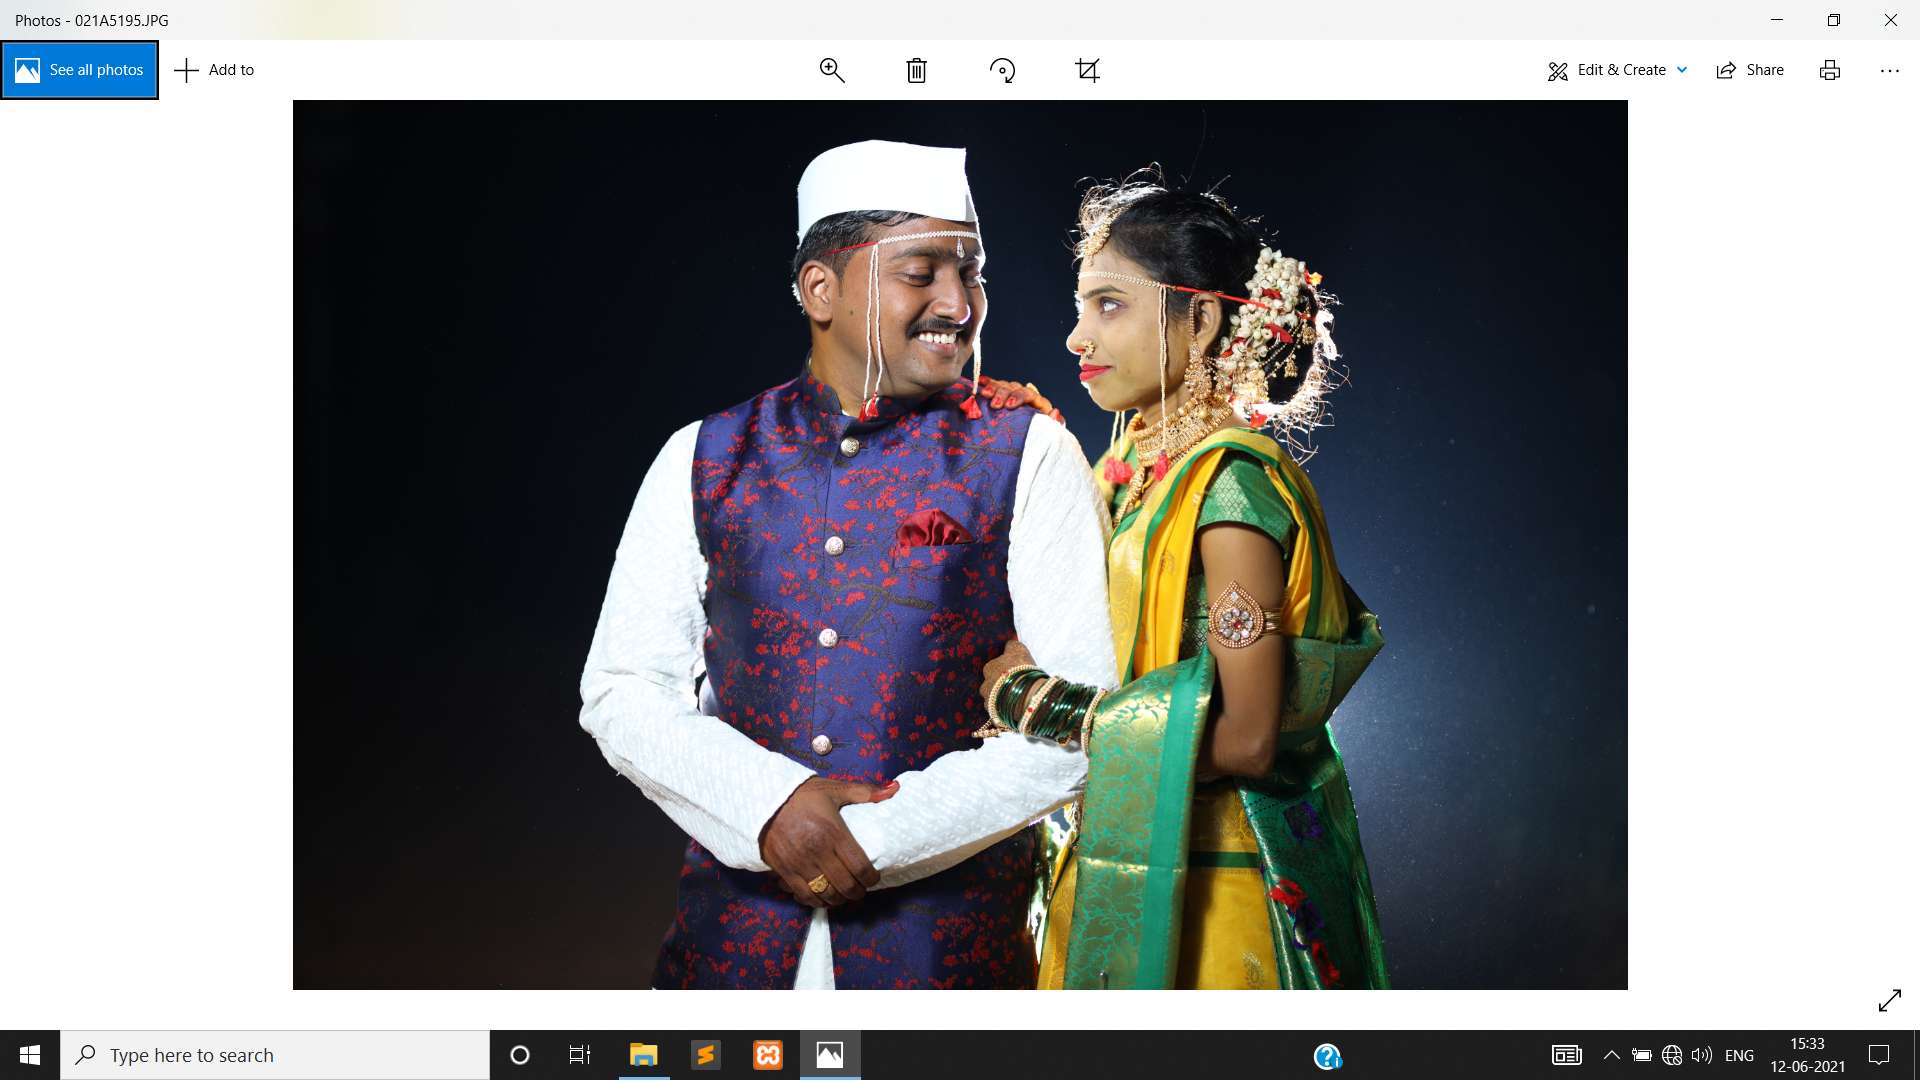 Photos - 021A5195.JPG
See all photos
Add to
Edit & Create
Share
Type here to search
ENG
15:33
12-06-2021